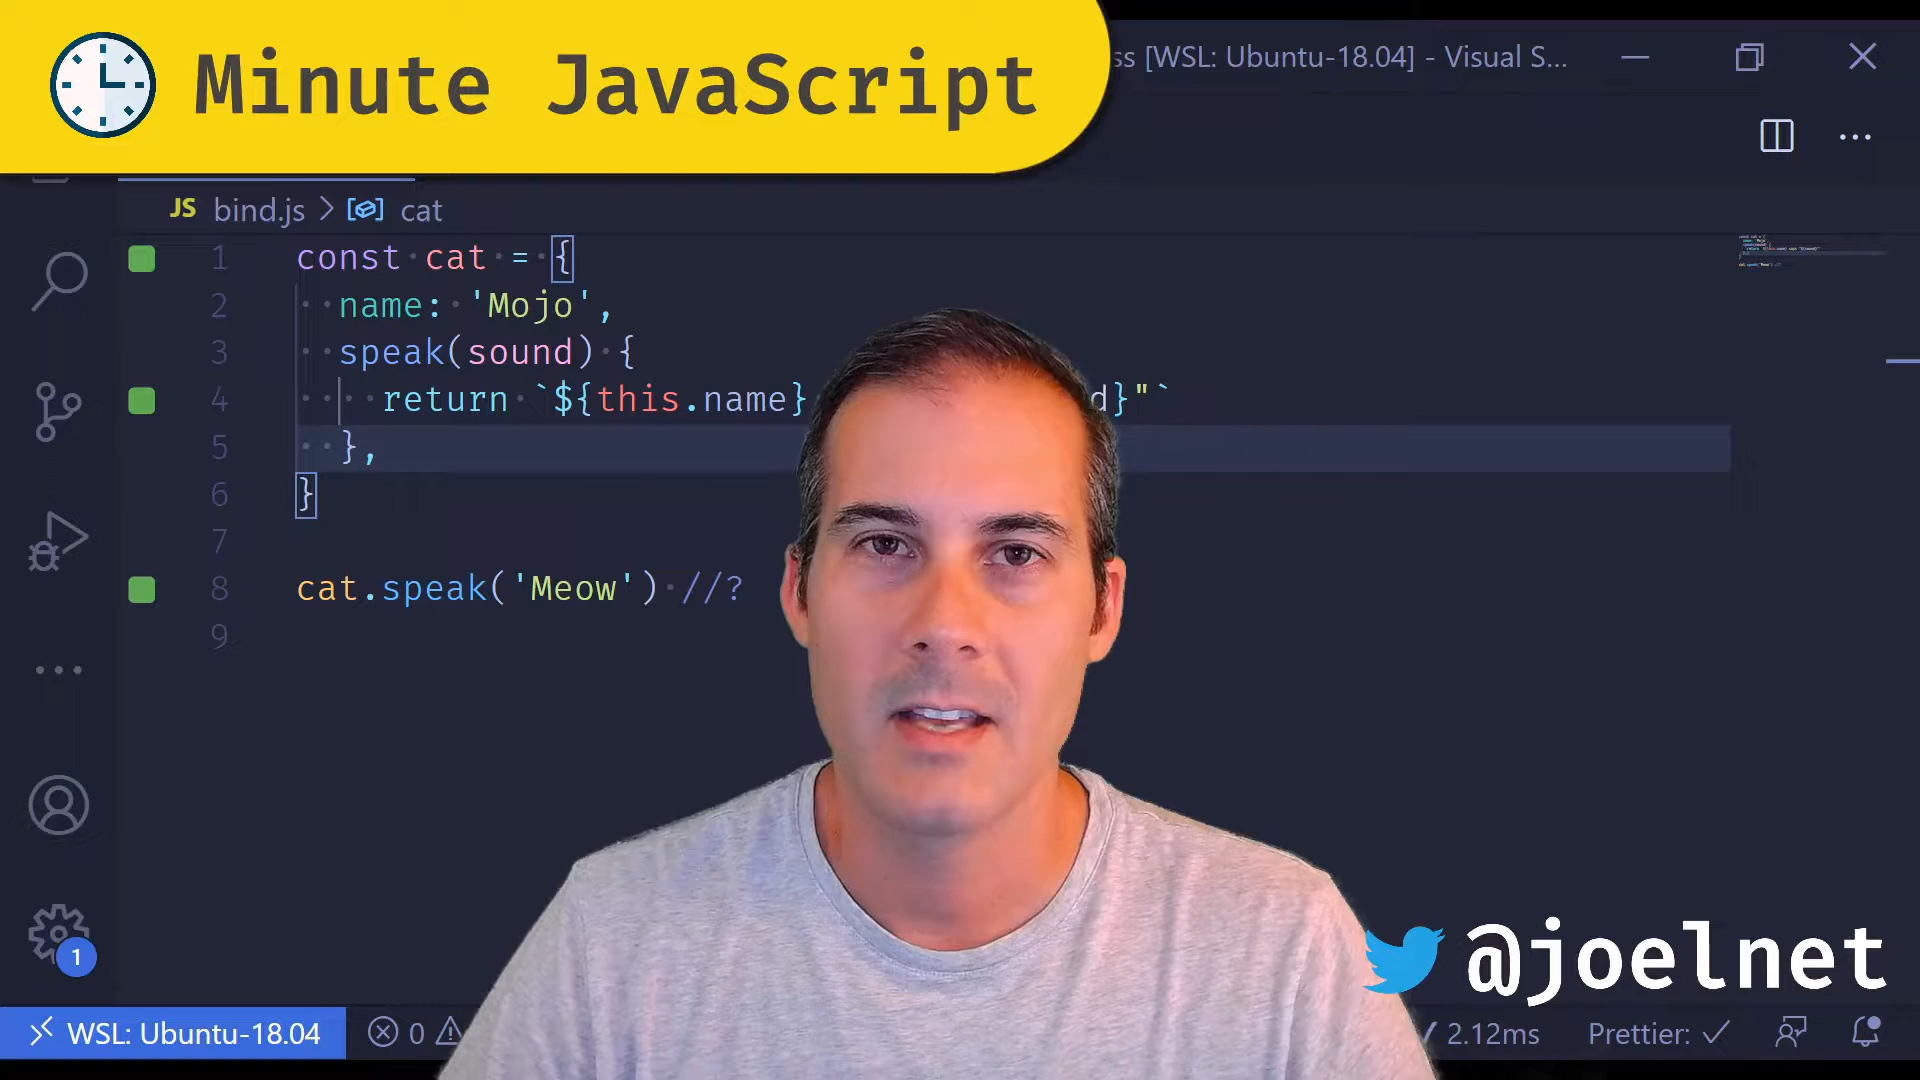 Minute JavaScript
ss [WSL: Ubuntu-18.04] - Visual S...
JS bind.js > cat
1 const cat = {
2 name: 'Mojo',
3 speak(sound) {
4 return `${this.name} d}"`
5 },
6 }
7
8 cat.speak('Meow') //?
9
1
@joelnet
WSL: Ubuntu-18.04 0 2.12ms Prettier: ✓